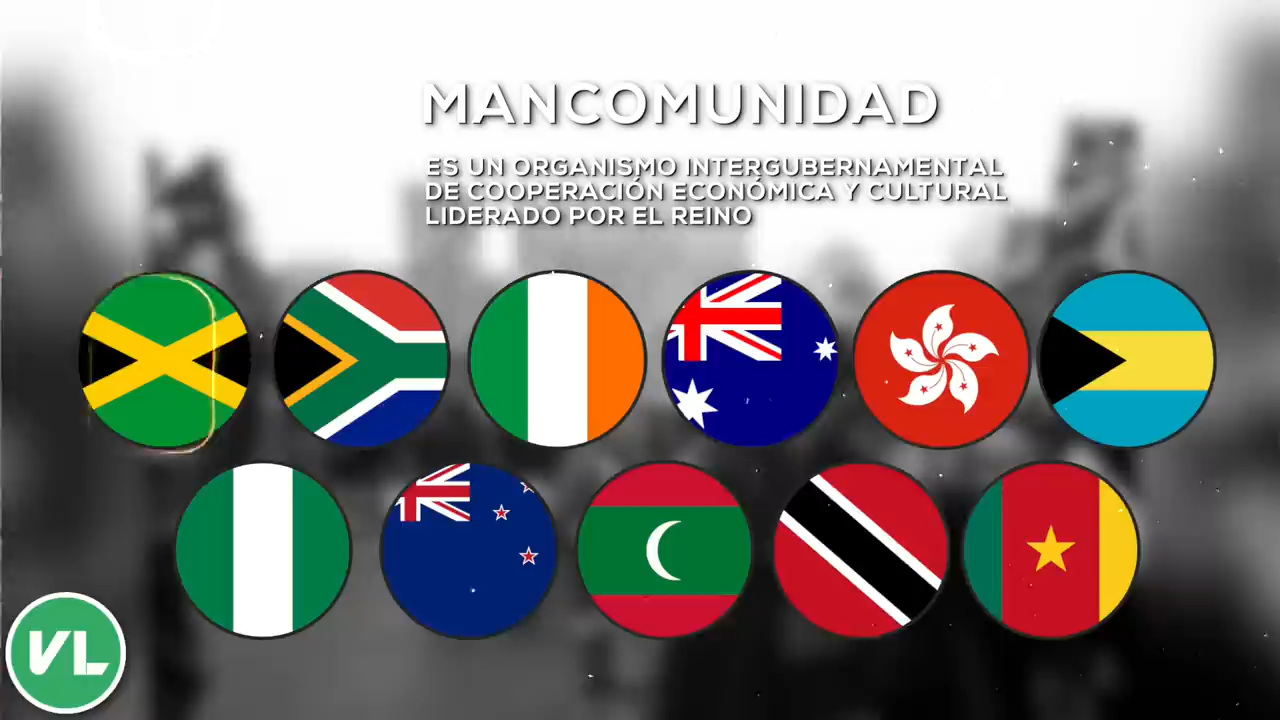 MANCOMUNIDAD
ES UN ORGANISMO INTERGUBERNAMENTAL
DE COOPERACIÓN ECONÓMICA Y CULTURAL
LIDERADO POR EL REINO
VL